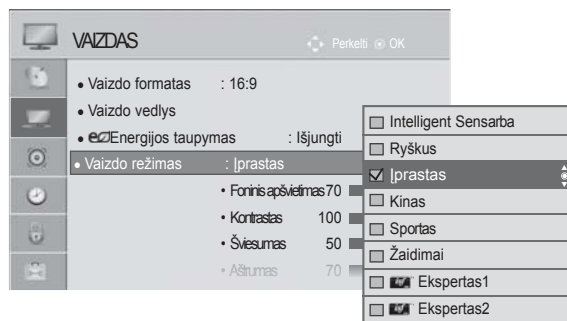 VAIZDAS
Perkelti OK
• Vaizdo formatas : 16:9
• Vaizdo vedlys
• eco Energijos taupymas : Išjungti
• Vaizdo režimas : Įprastas
• Foninis apšvietimas 70
• Kontrastas 100
• Šviesumas 50
• Aštrumas 70
Intelligent Sensarba
Ryškus
Įprastas
Kinas
Sportas
Žaidimai
Ekspertas1
Ekspertas2